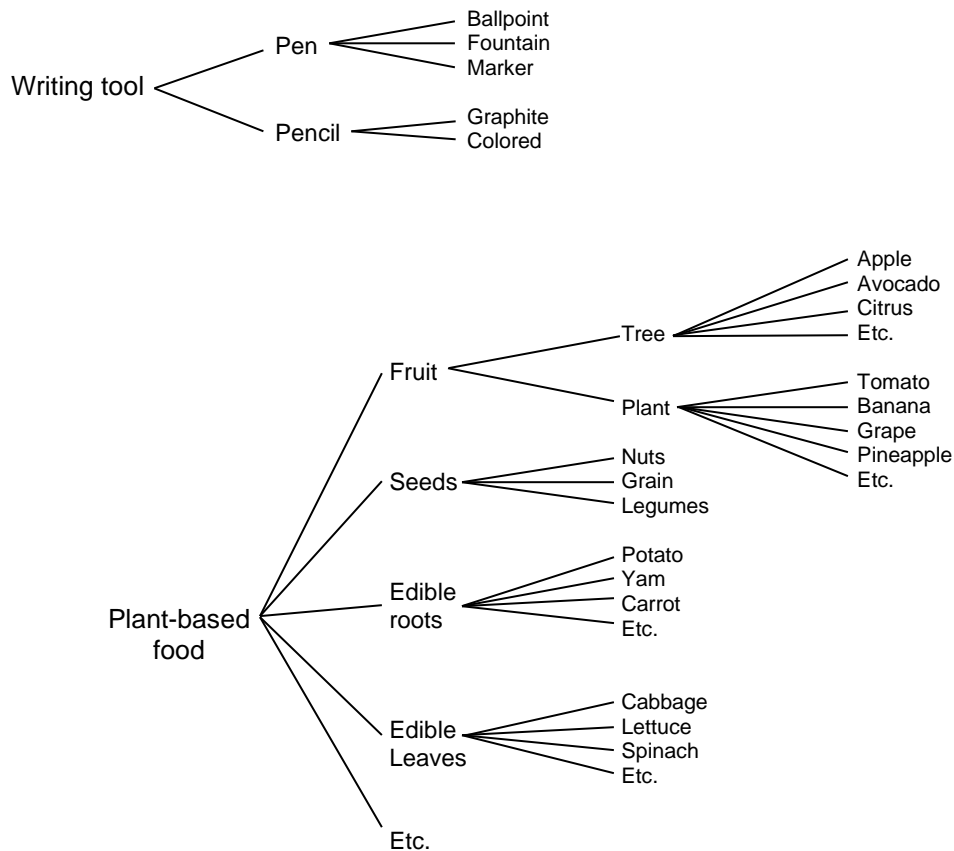 Writing tool
Pen
Ballpoint
Fountain
Marker
Pencil
Graphite
Colored
Plant-based
food
Fruit
Tree
Apple
Avocado
Citrus
Etc.
Plant
Tomato
Banana
Grape
Pineapple
Etc.
Seeds
Nuts
Grain
Legumes
Edible
roots
Potato
Yam
Carrot
Etc.
Edible
Leaves
Cabbage
Lettuce
Spinach
Etc.
Etc.